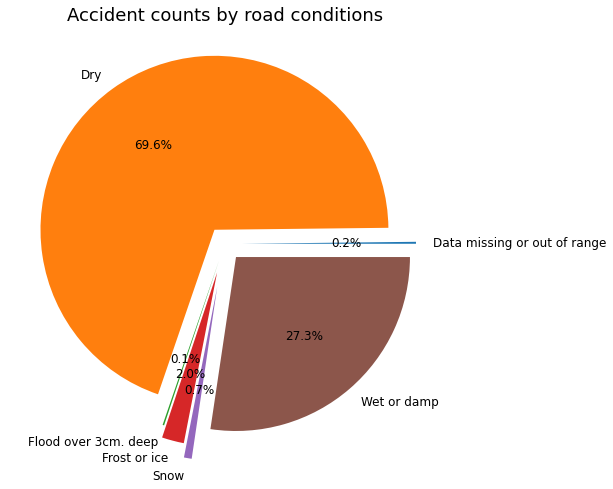 Accident counts by road conditions
Dry
69.6%
0.2%
Data missing or out of range
27.3%
0.1%
2.0%
0.7%
Wet or damp
Flood over 3cm. deep
Frost or ice
Snow